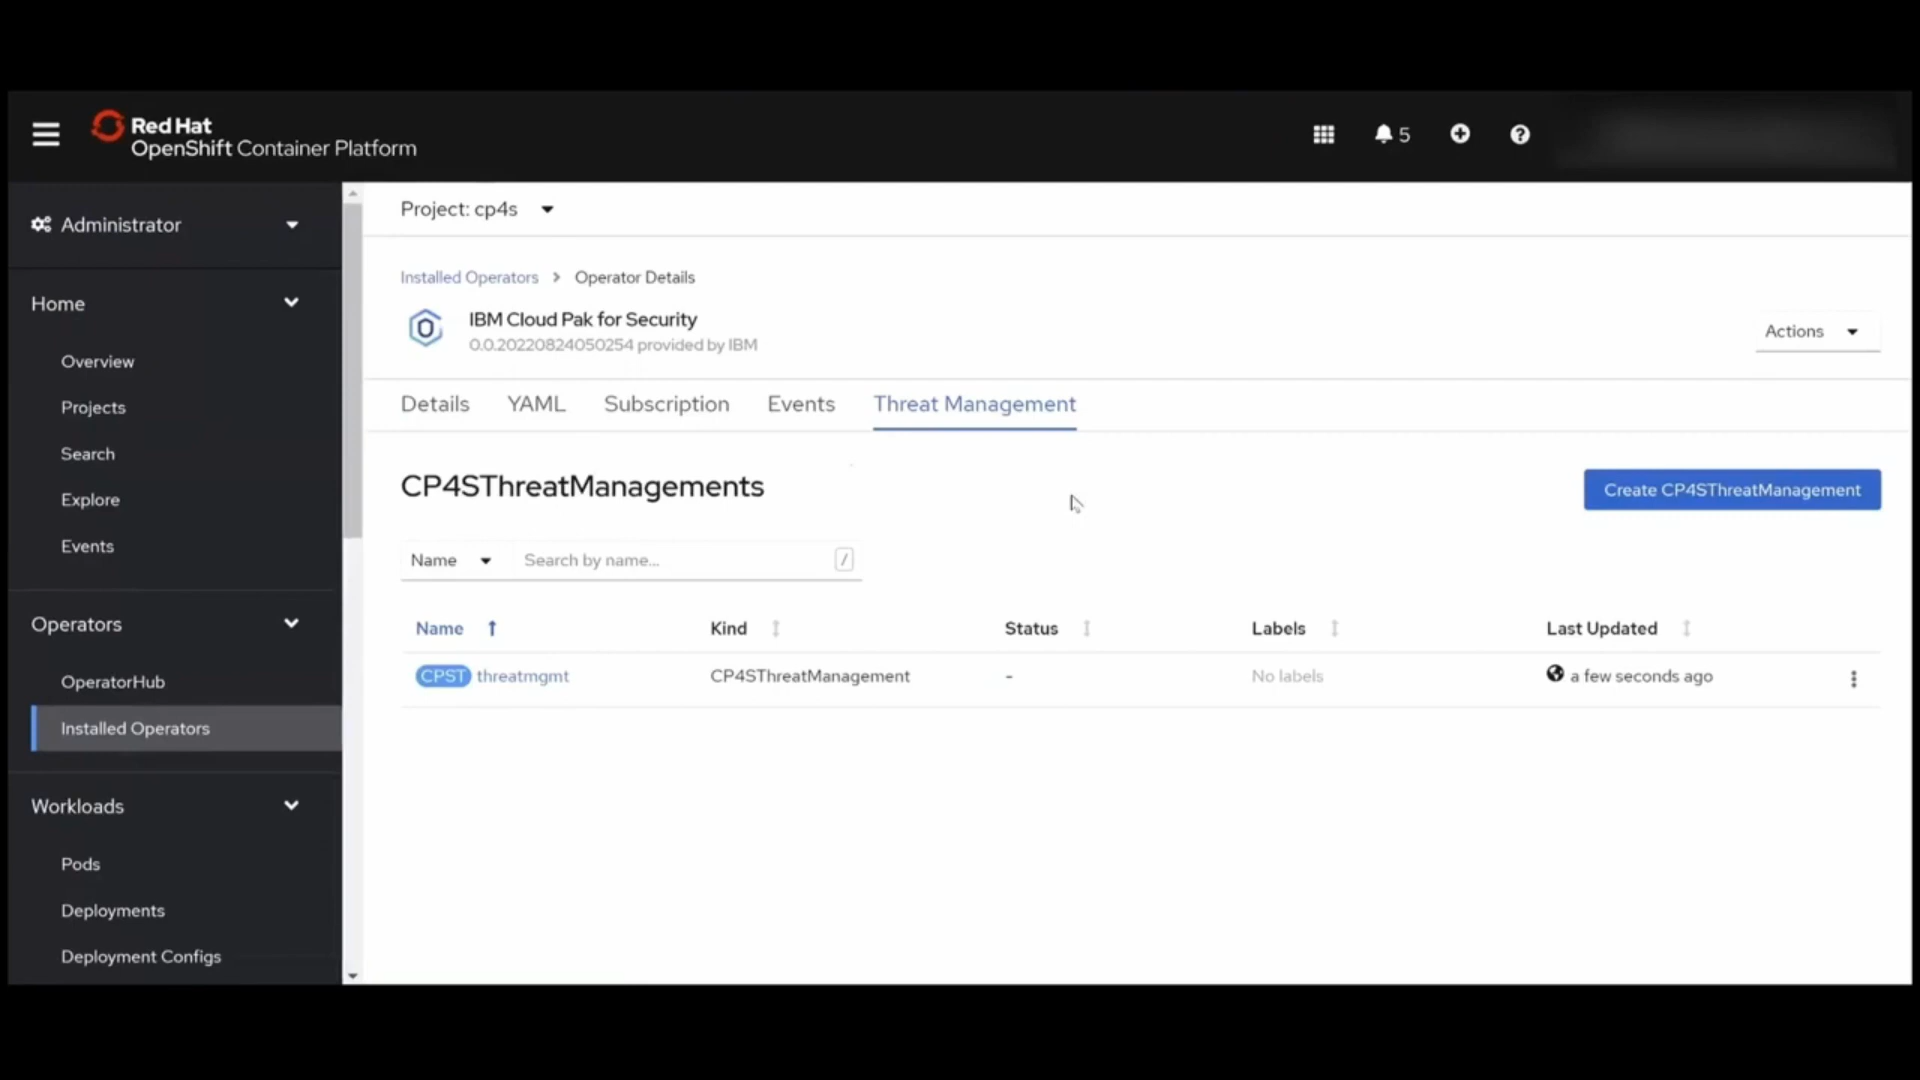 Red Hat
OpenShift Container Platform
5
Administrator
Home
Overview
Projects
Search
Explore
Events
Operators
OperatorHub
Installed Operators
Workloads
Pods
Deployments
Deployment Configs
Project: cp4s
Installed Operators > Operator Details
IBM Cloud Pak for Security
0.0.20220824050254 provided by IBM
Actions
Details YAML Subscription Events Threat Management
CP4SThreatManagements
Create CP4SThreatManagement
Name Search by name... /
Name Kind Status Labels Last Updated
CPST threatmgmt CP4SThreatManagement - No labels a few seconds ago